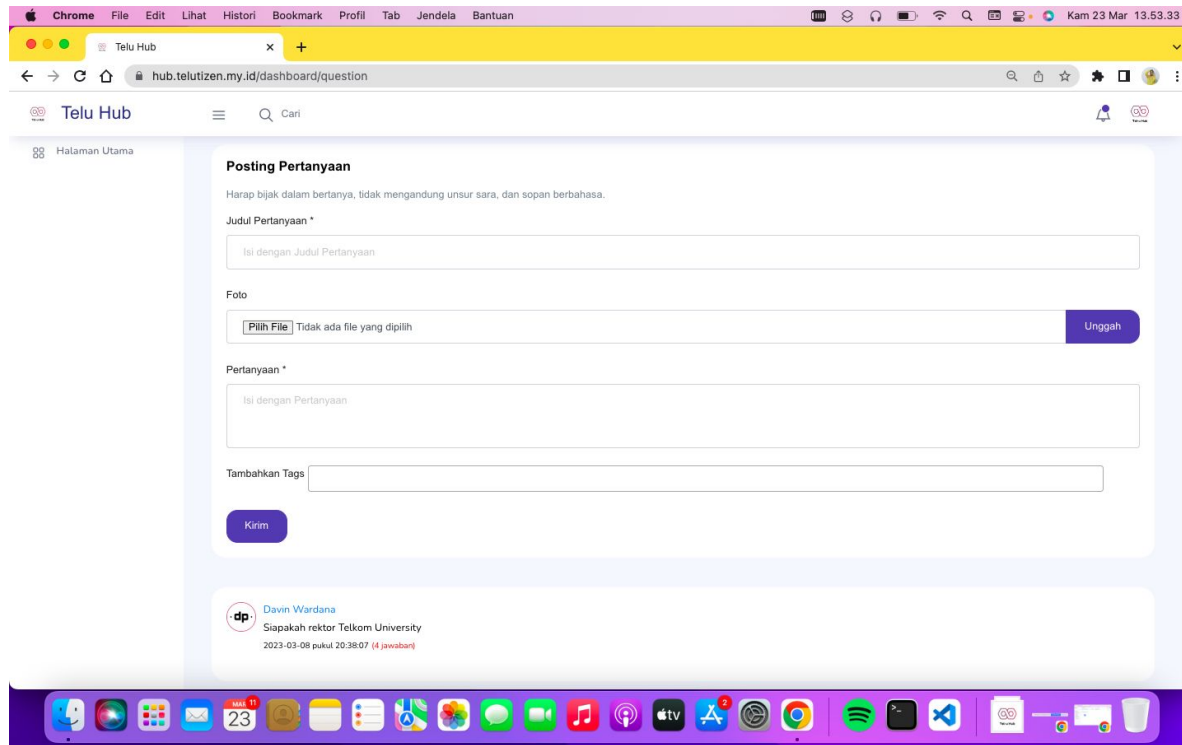 Chrome File Edit Lihat Histori Bookmark Profil Tab Jendela Bantuan Kam 23 Mar 13.53.33
Telu Hub
hub.telutizen.my.id/dashboard/question
Telu Hub Cari
Halaman Utama
Posting Pertanyaan
Harap bijak dalam bertanya, tidak mengandung unsur sara, dan sopan berbahasa.
Judul Pertanyaan *
Isi dengan Judul Pertanyaan
Foto
Pilih File Tidak ada file yang dipilih Unggah
Pertanyaan *
Isi dengan Pertanyaan
Tambahkan Tags
Kirim
dp
Davin Wardana
Siapakah rektor Telkom University
2023-03-08 pukul 20:38:07 (4 jawaban)
MAR 11
23
tv
2